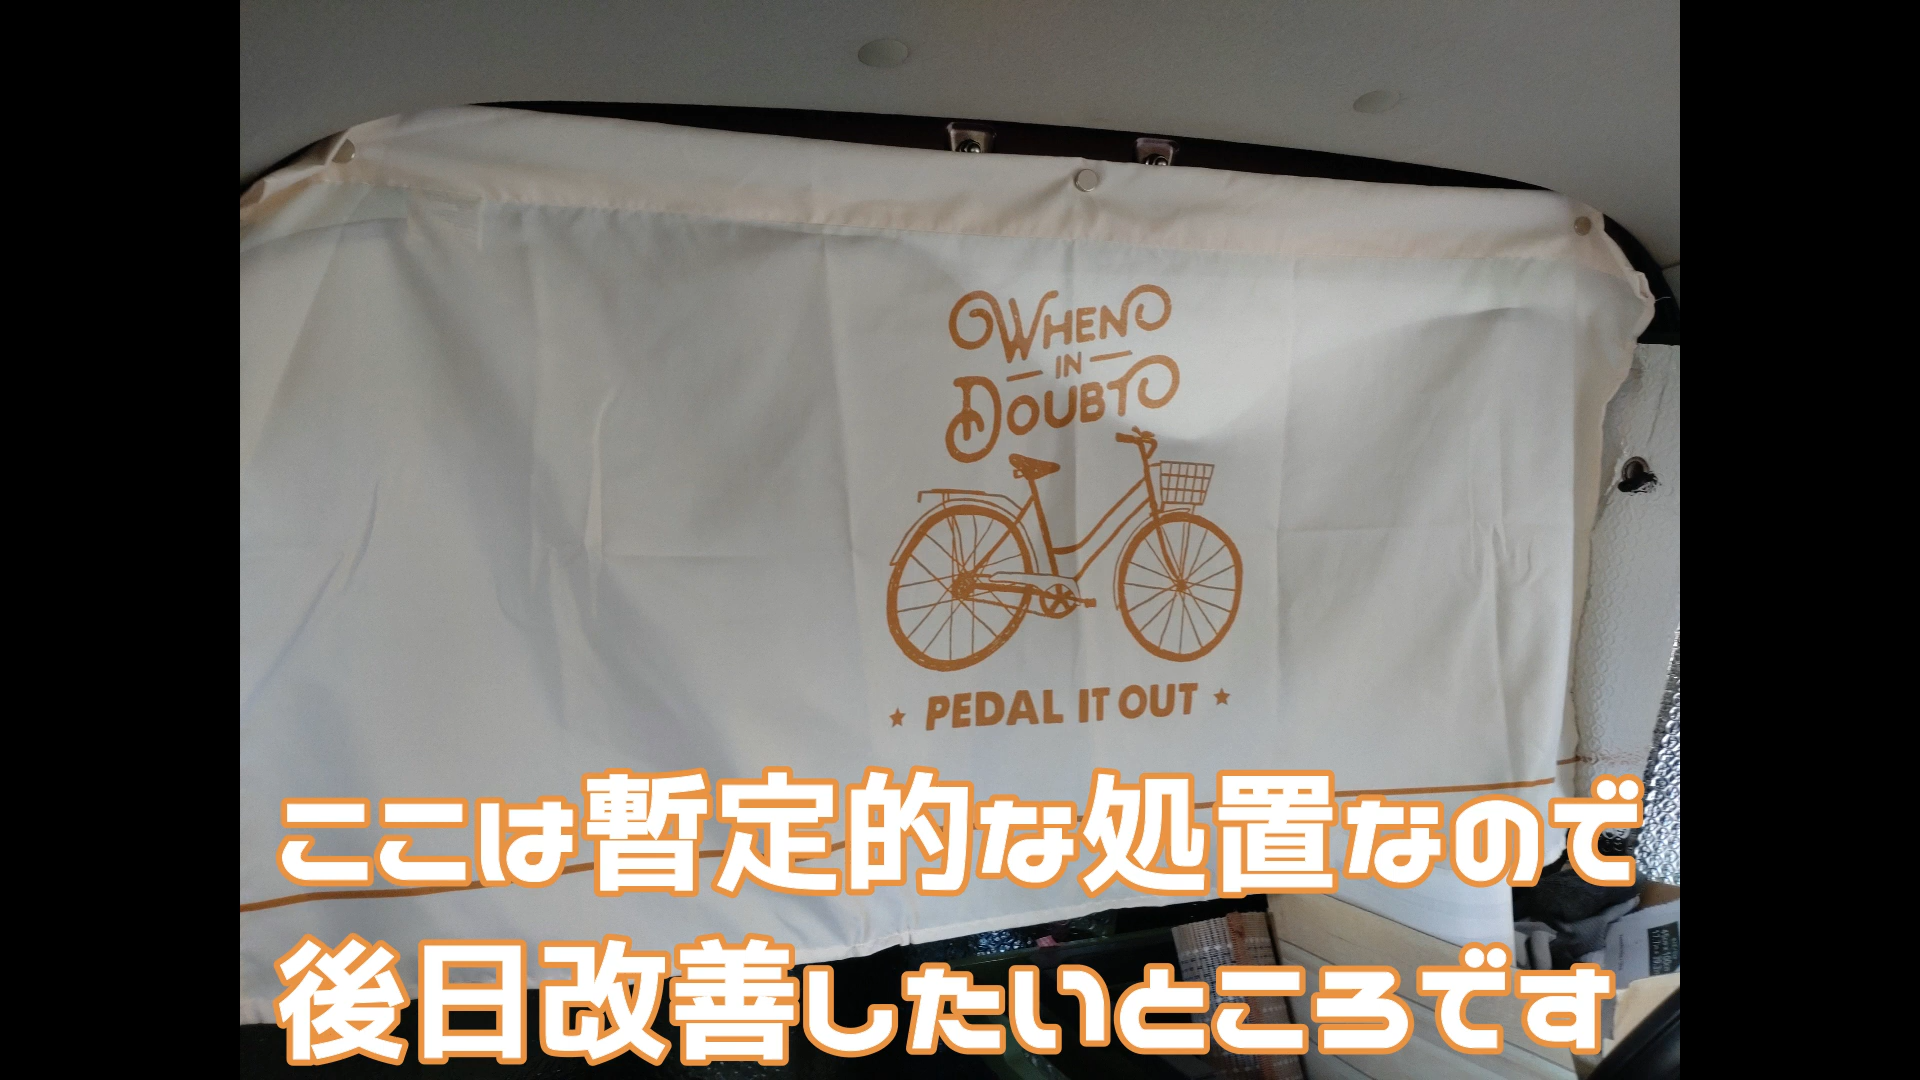 WHEN
IN
DOUBT
PEDAL IT OUT
ここは暫定的な処置なので
後日改善したいところです